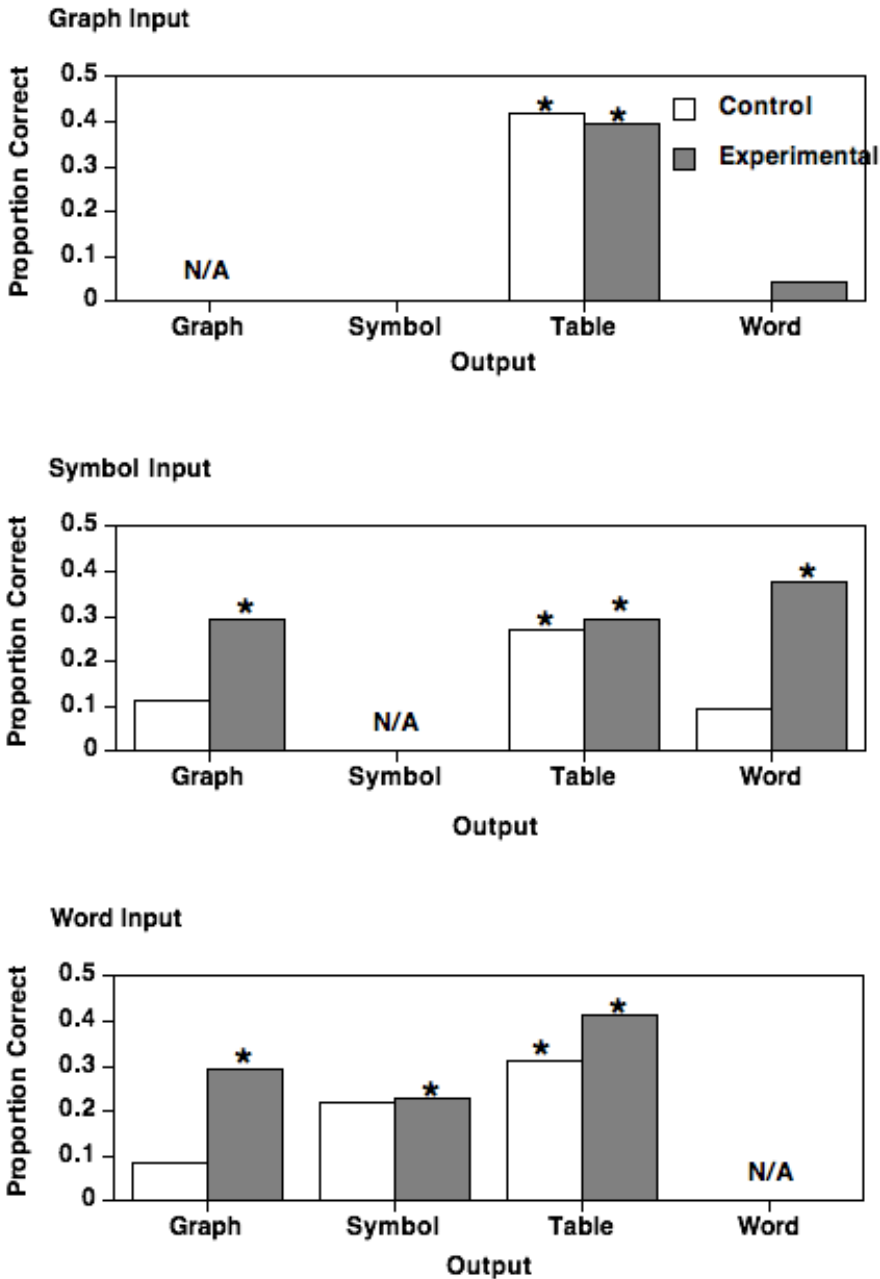 Graph Input
Proportion Correct
0.5
0.4
0.3
0.2
0.1
0
* *
Control
Experimental
N/A
Graph Symbol Table Word
Output
Symbol Input
Proportion Correct
0.5
0.4
0.3
0.2
0.1
0
* * * *
N/A
Graph Symbol Table Word
Output
Word Input
Proportion Correct
0.5
0.4
0.3
0.2
0.1
0
* * * *
N/A
Graph Symbol Table Word
Output